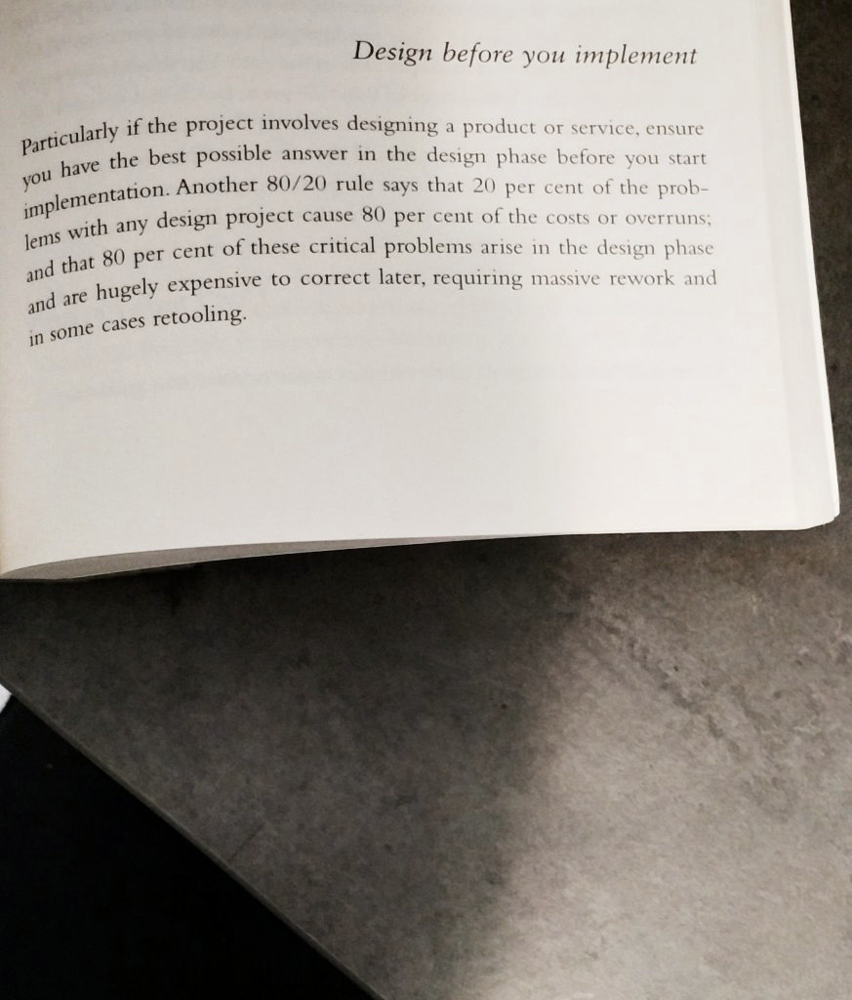 Design before you implement
Particularly if the project involves designing a product or service, ensure
you have the best possible answer in the design phase before you start
implementation. Another 80/20 rule says that 20 per cent of the prob-
lems with any design project cause 80 per cent of the costs or overruns;
and that 80 per cent of these critical problems arise in the design phase
and are hugely expensive to correct later, requiring massive rework and
in some cases retooling.